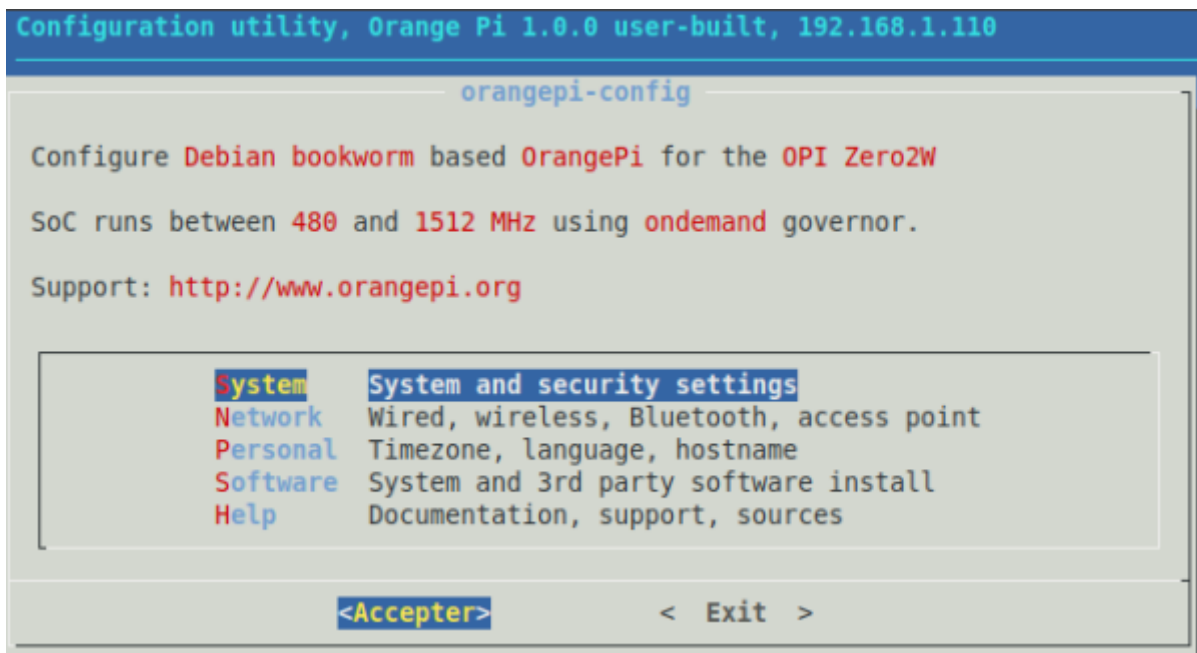 Configuration utility, Orange Pi 1.0.0 user-built, 192.168.1.110
orangepi-config
Configure Debian bookworm based OrangePi for the OPI Zero2W
SoC runs between 480 and 1512 MHz using ondemand governor.
Support: http://www.orangepi.org
System System and security settings
Network Wired, wireless, Bluetooth, access point
Personal Timezone, language, hostname
Software System and 3rd party software install
Help Documentation, support, sources
<Accepter> < Exit >